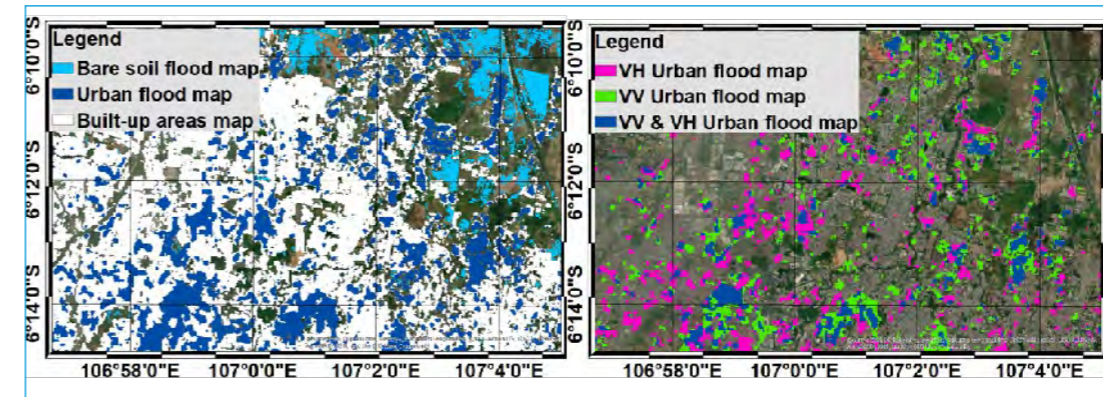 Legend
Bare soil flood map
Urban flood map
Built-up areas map
6°10'0"S
6°12'0"S
6°14'0"S
106°58'0"E 107°0'0"E 107°2'0"E 107°4'0"E
Legend
VH Urban flood map
VV Urban flood map
VV & VH Urban flood map
6°10'0"S
6°12'0"S
6°14'0"S
106°58'0"E 107°0'0"E 107°2'0"E 107°4'0"E